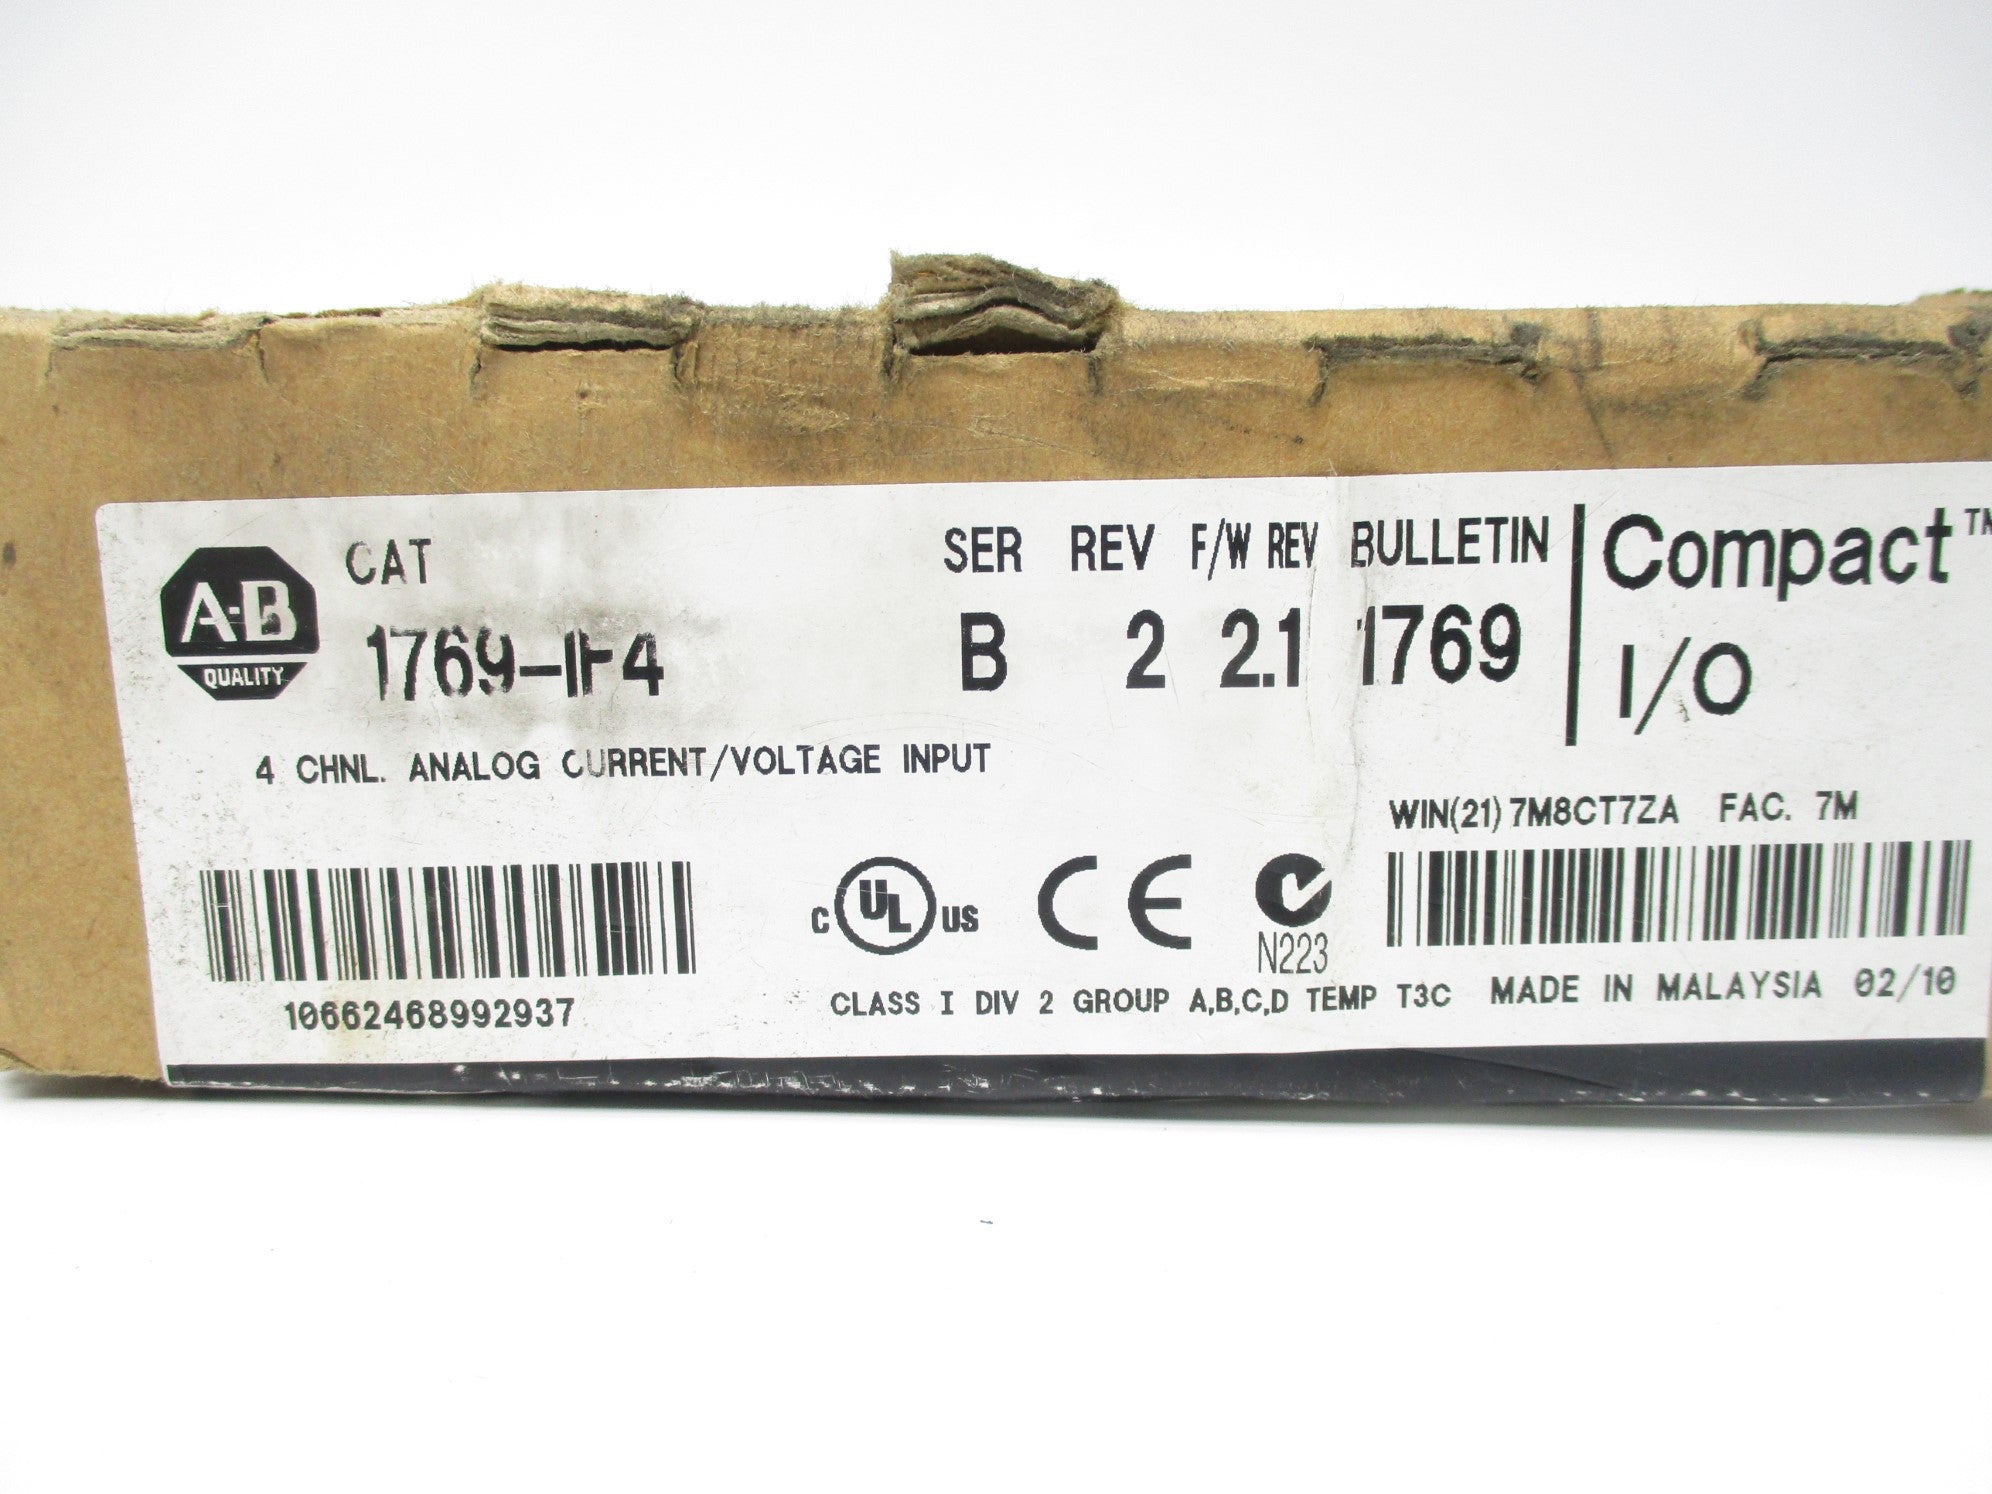 A-B
QUALITY
CAT
1769-IF4
SER REV F/W REV BULLETIN
B 2 2.1 1769
Compact™
I/O
4 CHNL. ANALOG CURRENT/VOLTAGE INPUT
WIN(21) 7M8CT7ZA FAC. 7M
10662468992937
C UL US
CE
N223
CLASS I DIV 2 GROUP A,B,C,D TEMP T3C MADE IN MALAYSIA 02/10